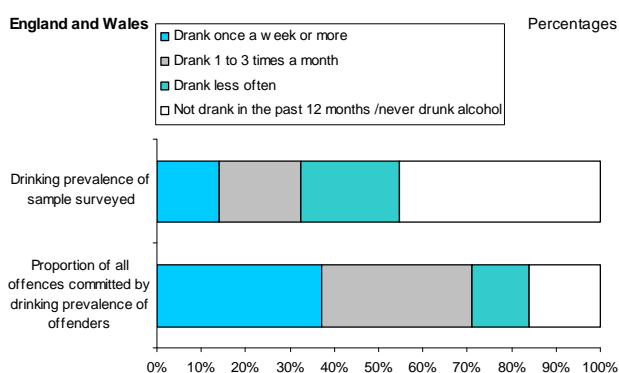 England and Wales
Percentages
Drank once a week or more
Drank 1 to 3 times a month
Drank less often
Not drank in the past 12 months /never drunk alcohol
Drinking prevalence of
sample surveyed
Proportion of all
offences committed by
drinking prevalence of
offenders
0% 10% 20% 30% 40% 50% 60% 70% 80% 90% 100%